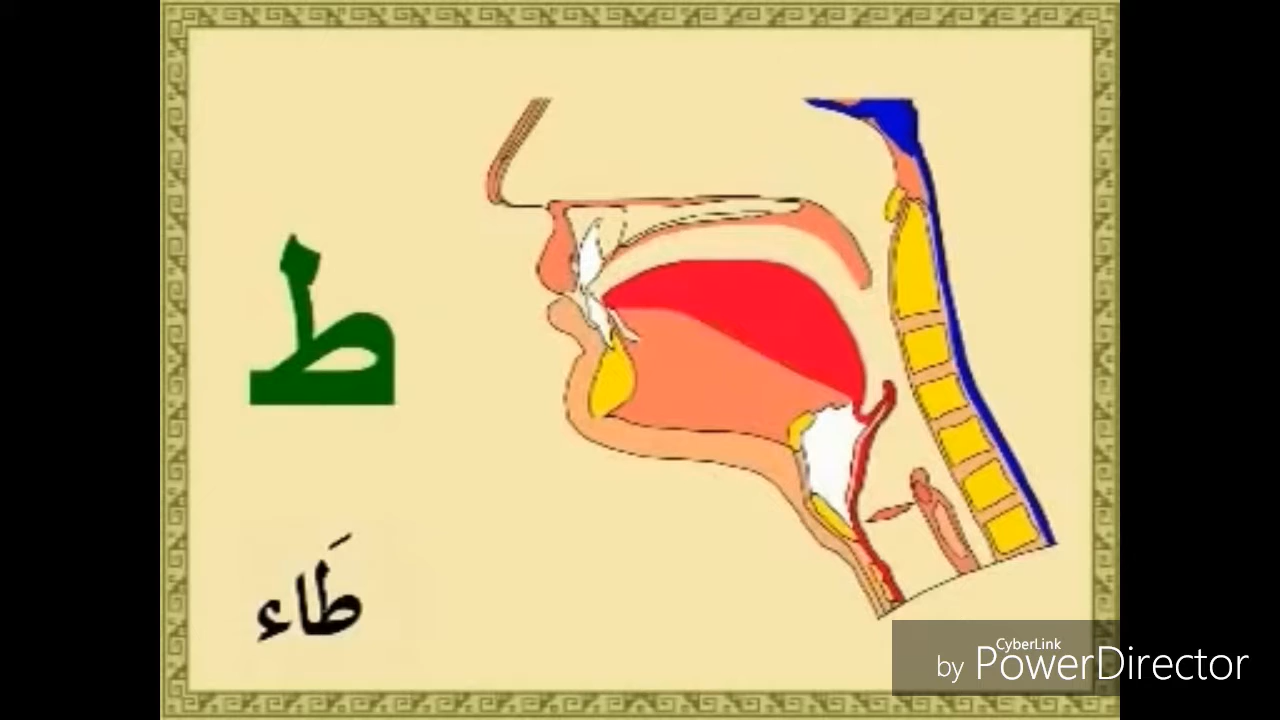 ط
طَاء
CyberLink
by PowerDirector